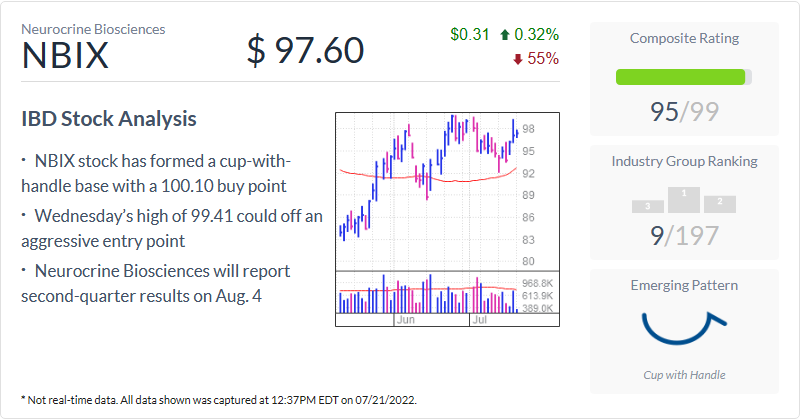 Neurocrine Biosciences
NBIX
$ 97.60
$0.31 0.32%
55%
IBD Stock Analysis
· NBIX stock has formed a cup-with-
handle base with a 100.10 buy point
· Wednesday’s high of 99.41 could off an
aggressive entry point
· Neurocrine Biosciences will report
second-quarter results on Aug. 4
98
95
92
89
86
83
80
968.8K
613.9K
389.0K
Jun Jul
Composite Rating
95/99
Industry Group Ranking
3 1 2
9/197
Emerging Pattern
Cup with Handle
* Not real-time data. All data shown was captured at 12:37PM EDT on 07/21/2022.